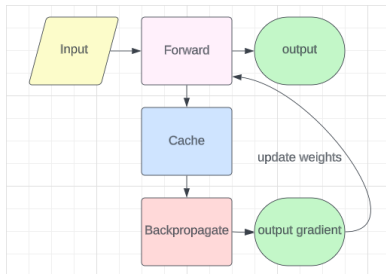 Input
Forward
output
Cache
update weights
Backpropagate
output gradient